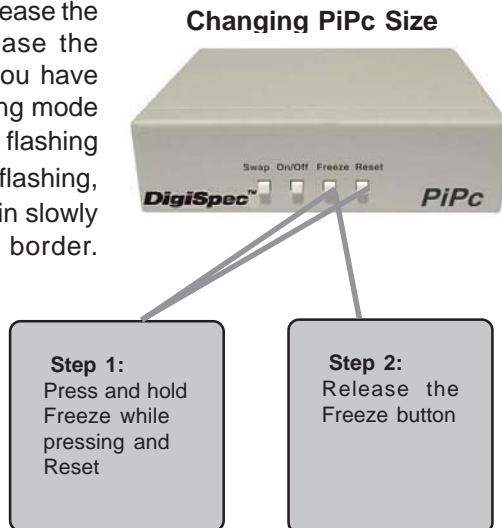 ease the
ase the
ou have
ng mode
flashing
flashing,
in slowly
border.
Changing PiPc Size
Swap On/Off Freeze Reset
DigiSpec™ PiPc
Step 1:
Press and hold
Freeze while
pressing and
Reset
Step 2:
Release the
Freeze button